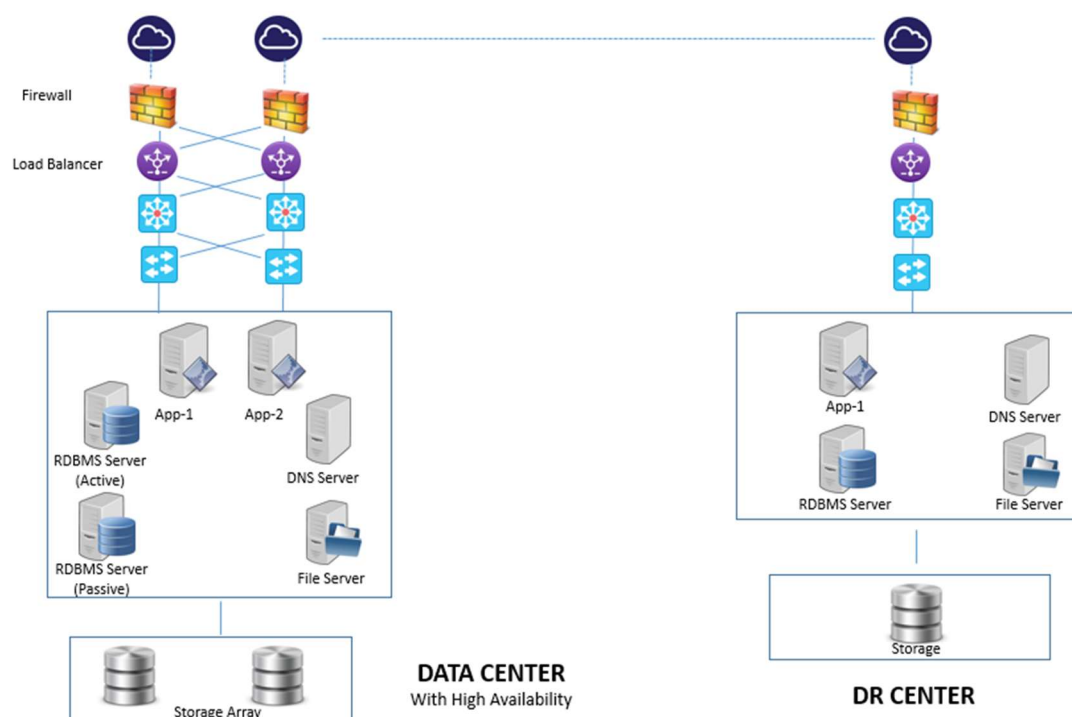 Firewall
Load Balancer
App-1
App-2
RDBMS Server
(Active)
DNS Server
RDBMS Server
(Passive)
File Server
Storage Array
DATA CENTER
With High Availability
App-1
DNS Server
RDBMS Server
File Server
Storage
DR CENTER